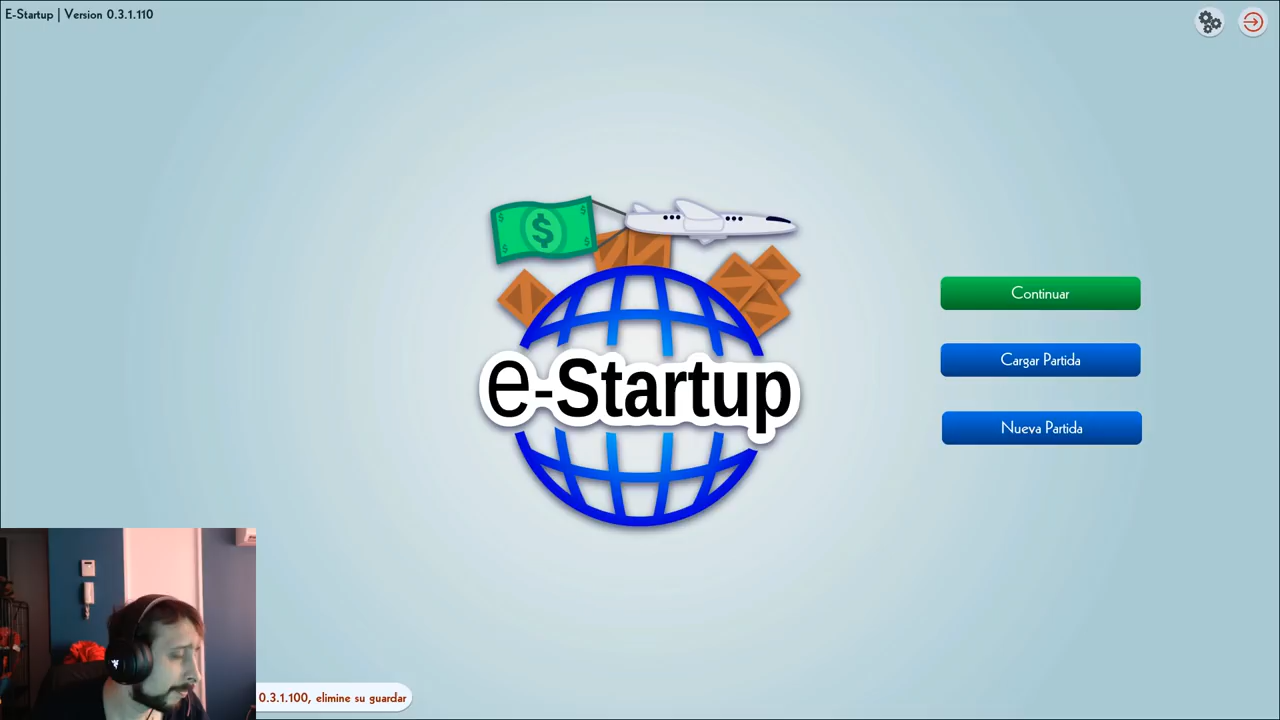 E-Startup | Version 0.3.1.110
$
e-Startup
Continuar
Cargar Partida
Nueva Partida
0.3.1.100, elimine su guardar